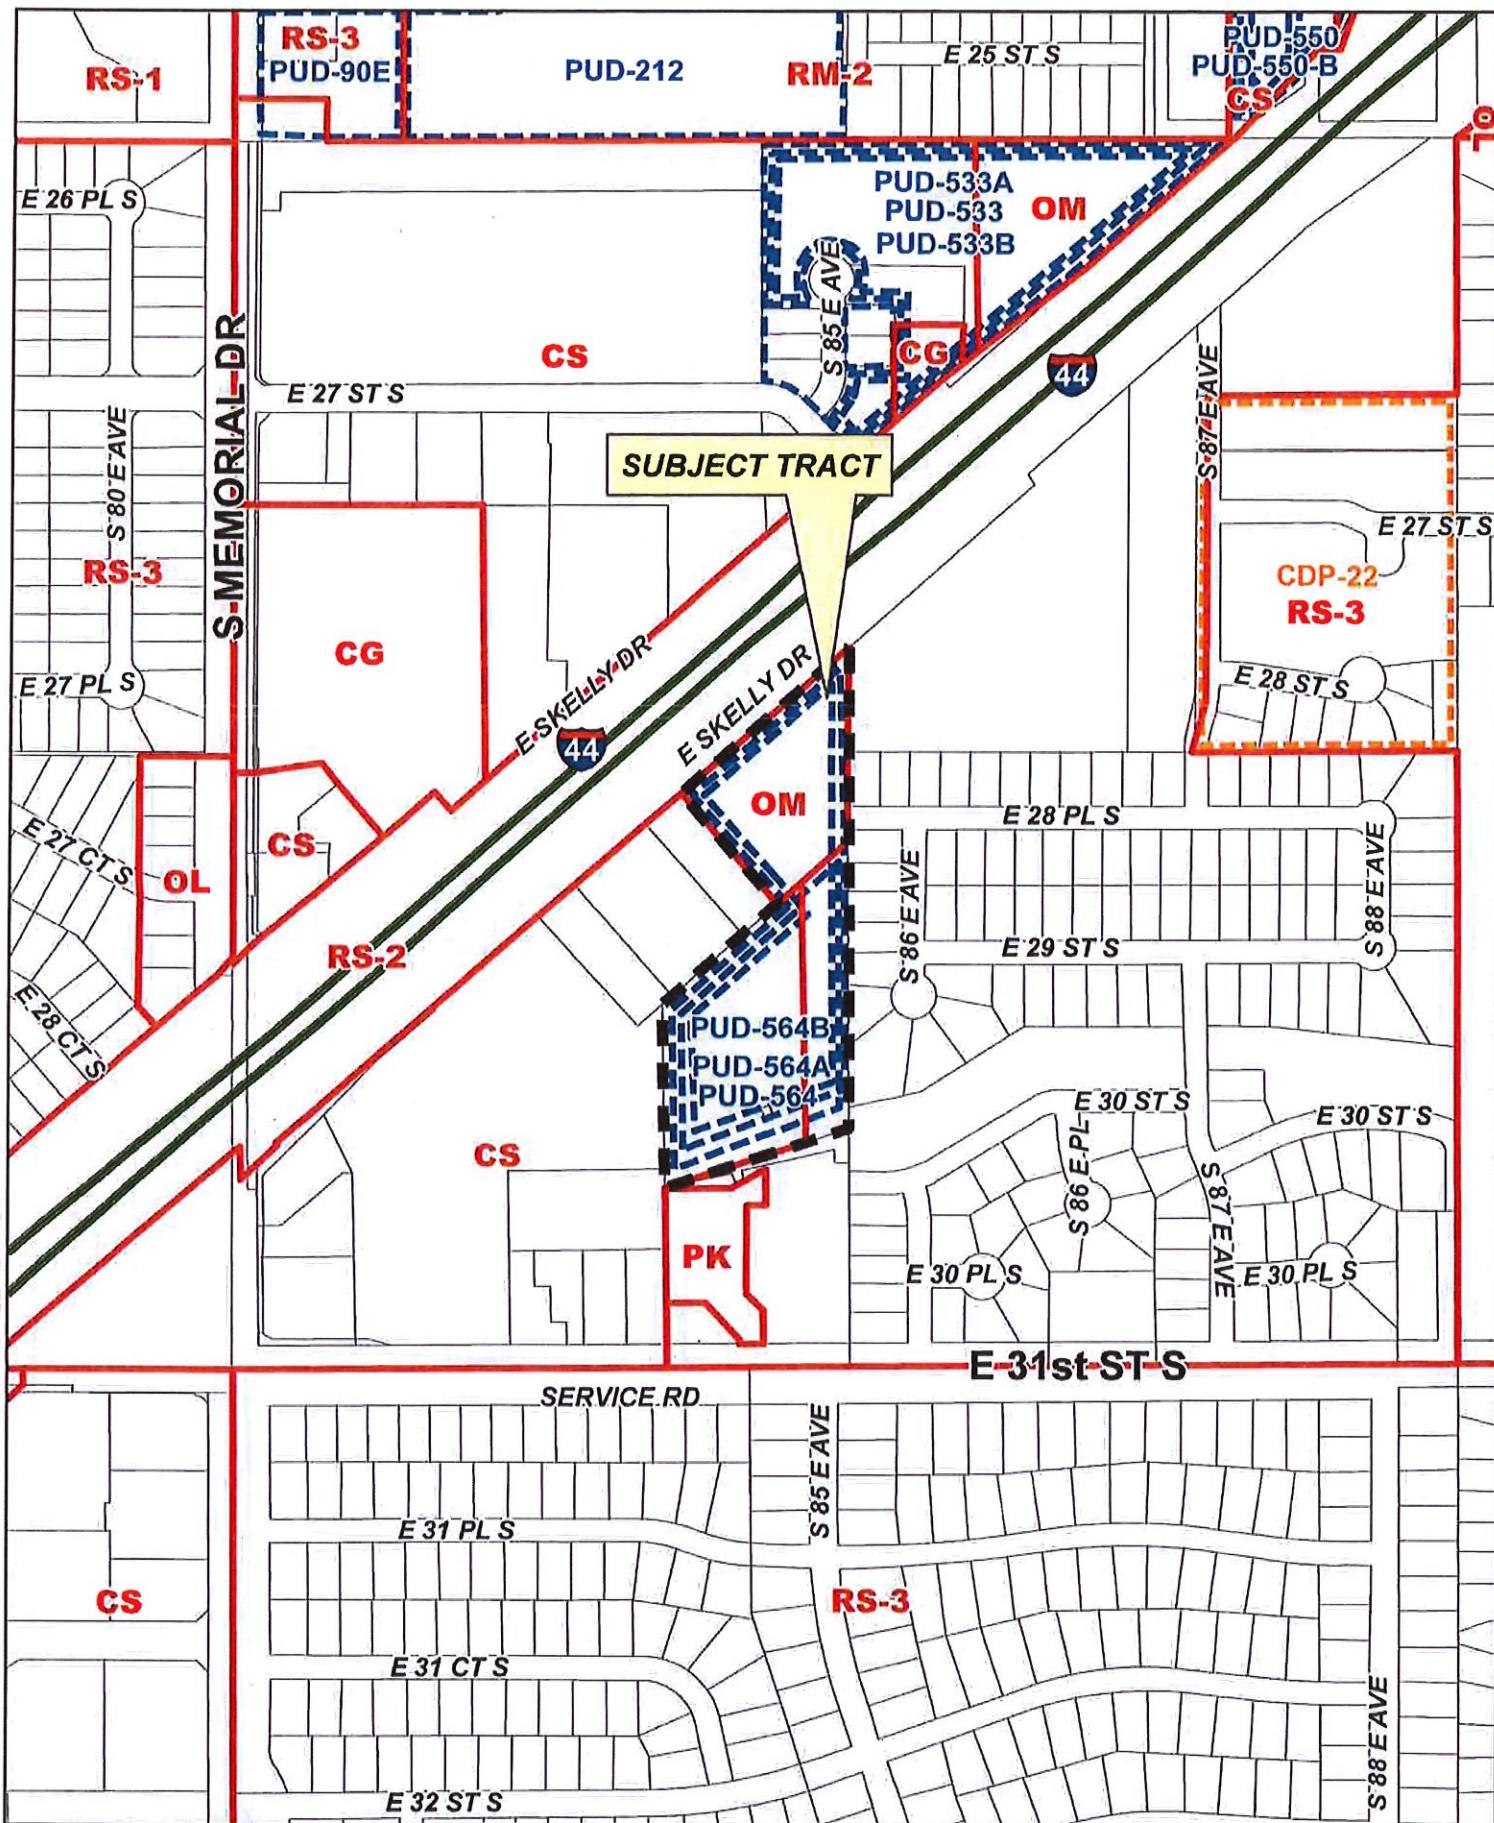 RS-3
PUD-90E
RS-1
PUD-212
RM-2
E 25 ST S
PUD-550
PUD-550-B
CS
OL
E 26 PL S
PUD-533A
PUD-533
PUD-533B
OM
S 85 E AVE
CG
CS
E 27 ST S
44
S 87 E AVE
S MEMORIAL DR
S 80 E AVE
RS-3
SUBJECT TRACT
E 27 ST S
CDP-22
RS-3
E 28 ST S
CG
E 27 PL S
E SKELLY DR
44
E SKELLY DR
OM
E 28 PL S
CS
E 27 CT S
OL
S 86 E AVE
S 88 E AVE
E 29 ST S
RS-2
E 28 CT S
PUD-564B
PUD-564A
PUD-564
E 30 ST S
E 30 ST S
CS
S 86 E PL
S 87 E AVE
PK
E 30 PL S
E 30 PL S
E 31st ST S
SERVICE RD
S 85 E AVE
E 31 PL S
CS
RS-3
E 31 CT S
S 88 E AVE
E 32 ST S